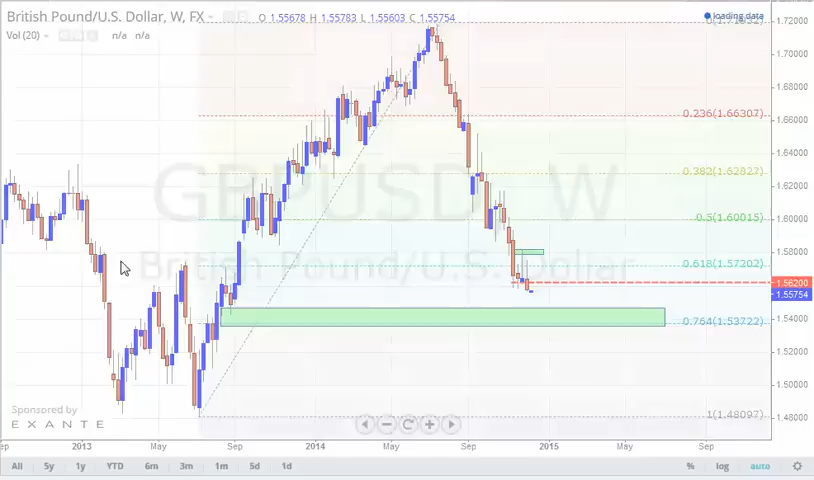 British Pound/U.S. Dollar, W, FX
O 1.55678 H 1.55783 L 1.55603 C 1.55754
loading data
Vol (20)
n/a n/a
GBPUSD, W
British Pound/U.S. Dollar
0.236(1.66307)
0.382(1.62827)
0.5(1.60015)
0.618(1.57202)
0.764(1.53722)
1(1.48097)
1.72000
1.70000
1.68000
1.66000
1.64000
1.62000
1.60000
1.58000
1.56200
1.55754
1.54000
1.52000
1.50000
1.48000
Sponsored by
EXANTE
2013 May Sep 2014 May Sep 2015 May Sep
All 5y 1y YTD 6m 3m 1m 5d 1d
% log auto